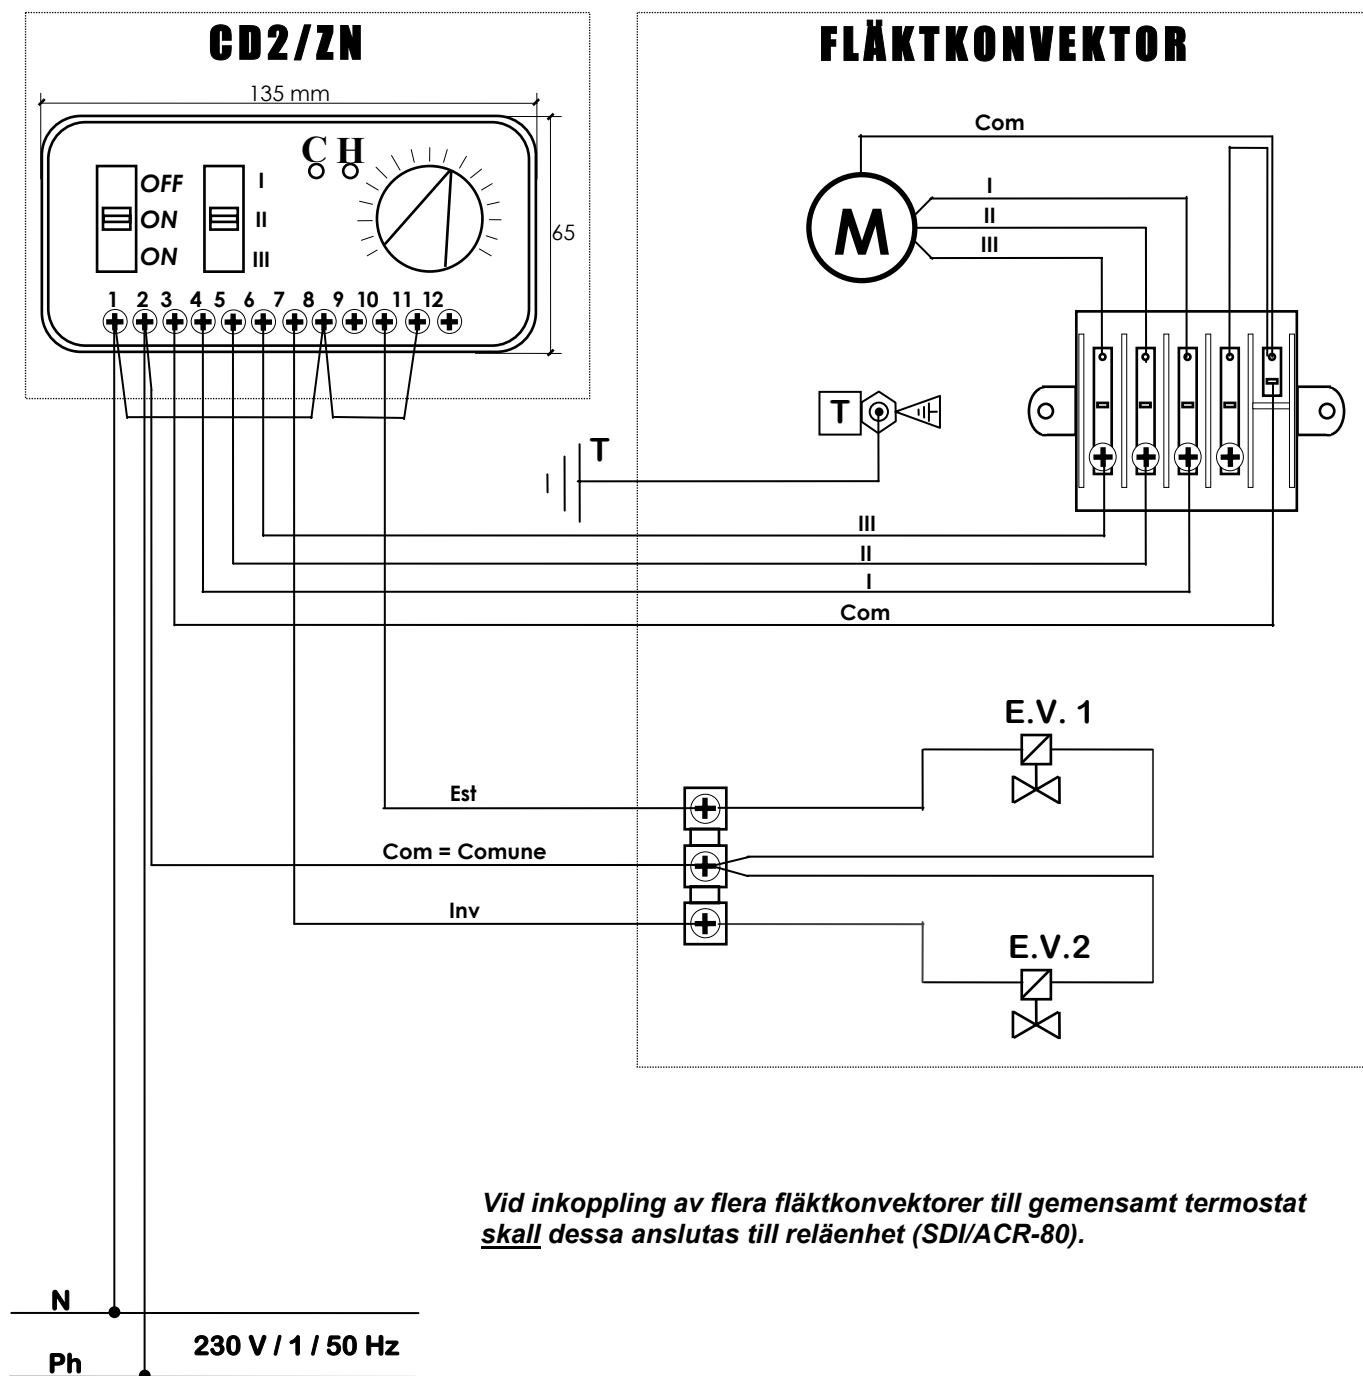 CD2/ZN
FLÄKTKONVEKTOR
135 mm
65
C H
OFF
ON
ON
I
II
III
1 2 3 4 5 6 7 8 9 10 11 12
Com
I
II
III
M
T
T
III
II
I
Com
E.V. 1
Est
Com = Comune
Inv
E.V.2
Vid inkoppling av flera fläktkonvektorer till gemensamt termostat
skall dessa anslutas till reläenhet (SDI/ACR-80).
N
230 V / 1 / 50 Hz
Ph